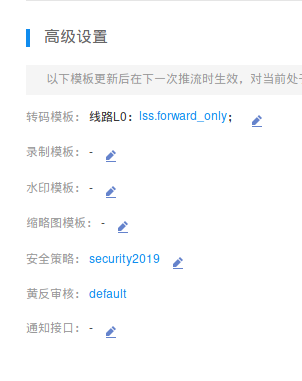 高级设置
以下模板更新后在下一次推流时生效，对当前处于
转码模板： 线路L0：lss.forward_only；
录制模板： -
水印模板： -
缩略图模板： -
安全策略： security2019
黄反审核： default
通知接口： -